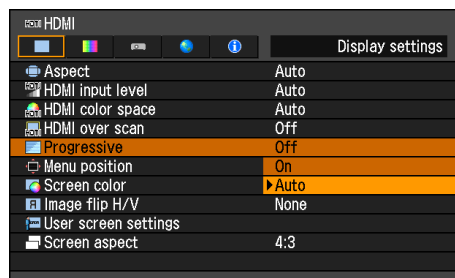 HDMI HDMI
Display settings
Aspect Auto
HDMI input level Auto
HDMI color space Auto
HDMI over scan Off
Progressive Off
Menu position On
Screen color Auto
Image flip H/V None
User screen settings
Screen aspect 4:3